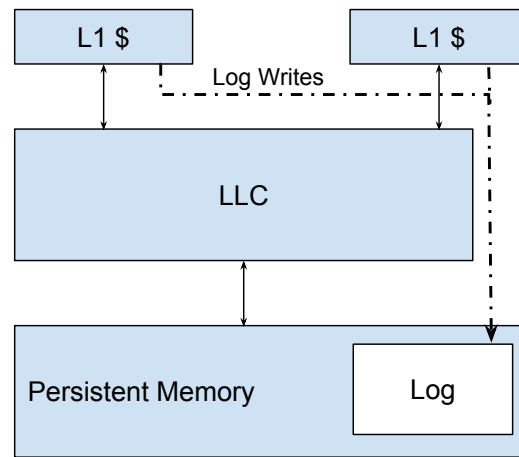 L1 $
L1 $
Log Writes
LLC
Persistent Memory
Log